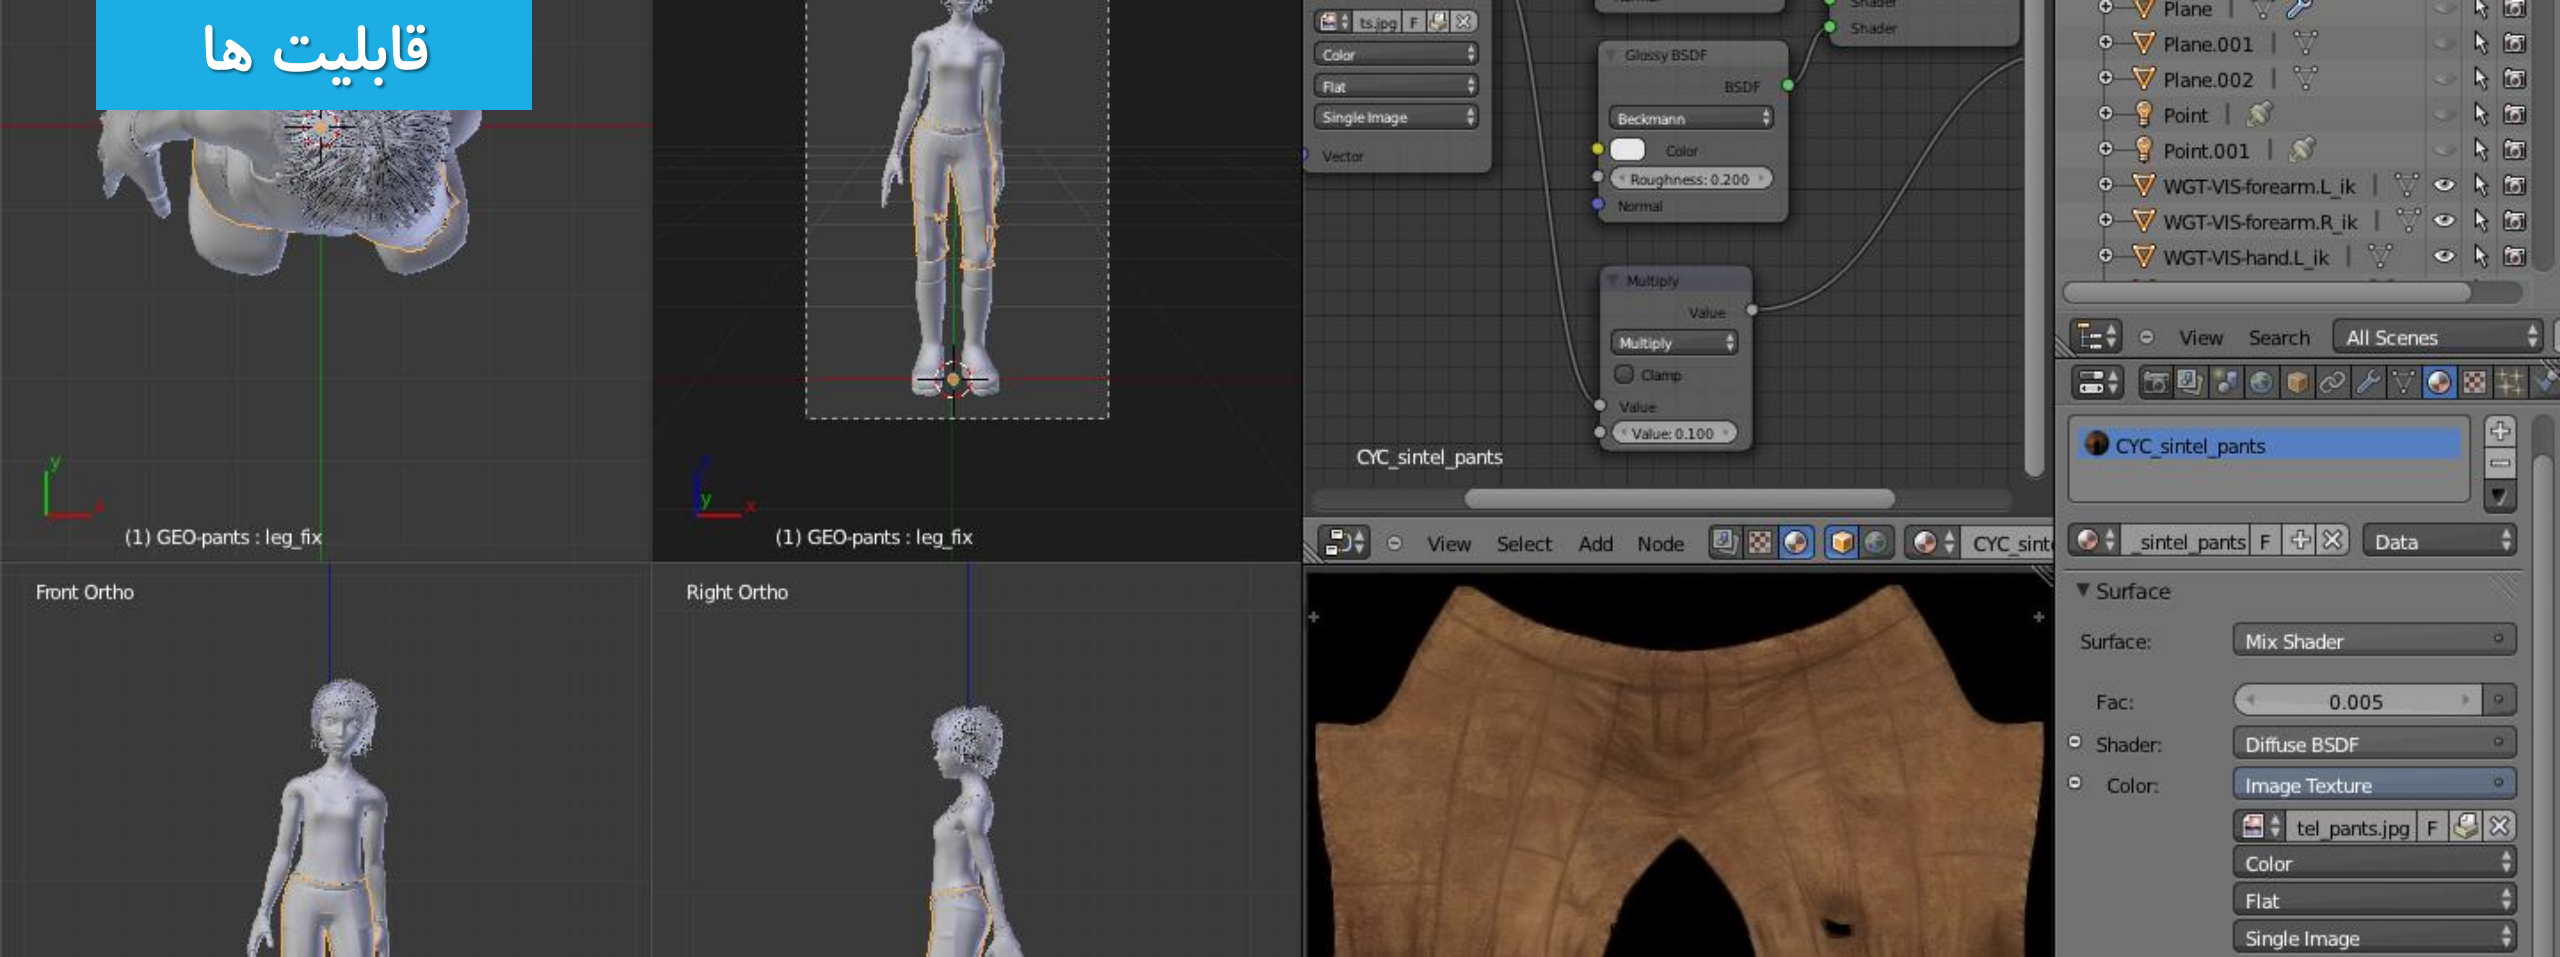 قابلیت ها
(1) GEO-pants : leg_fix
(1) GEO-pants : leg_fix
Front Ortho
Right Ortho
y
y
x
ts.jpg F
Color
Flat
Single Image
Vector
Shader
Glossy BSDF
BSDF
Beckmann
Color
Roughness: 0.200
Normal
Multiply
Value
Multiply
Clamp
Value
Value: 0.100
CYC_sintel_pants
View Select Add Node CYC_sint
Plane
Plane.001
Plane.002
Point
Point.001
WGT-VIS-forearm.L_ik
WGT-VIS-forearm.R_ik
WGT-VIS-hand.L_ik
View Search All Scenes
CYC_sintel_pants
_sintel_pants F Data
Surface
Surface: Mix Shader
Fac: 0.005
Shader: Diffuse BSDF
Color: Image Texture
tel_pants.jpg F
Color
Flat
Single Image